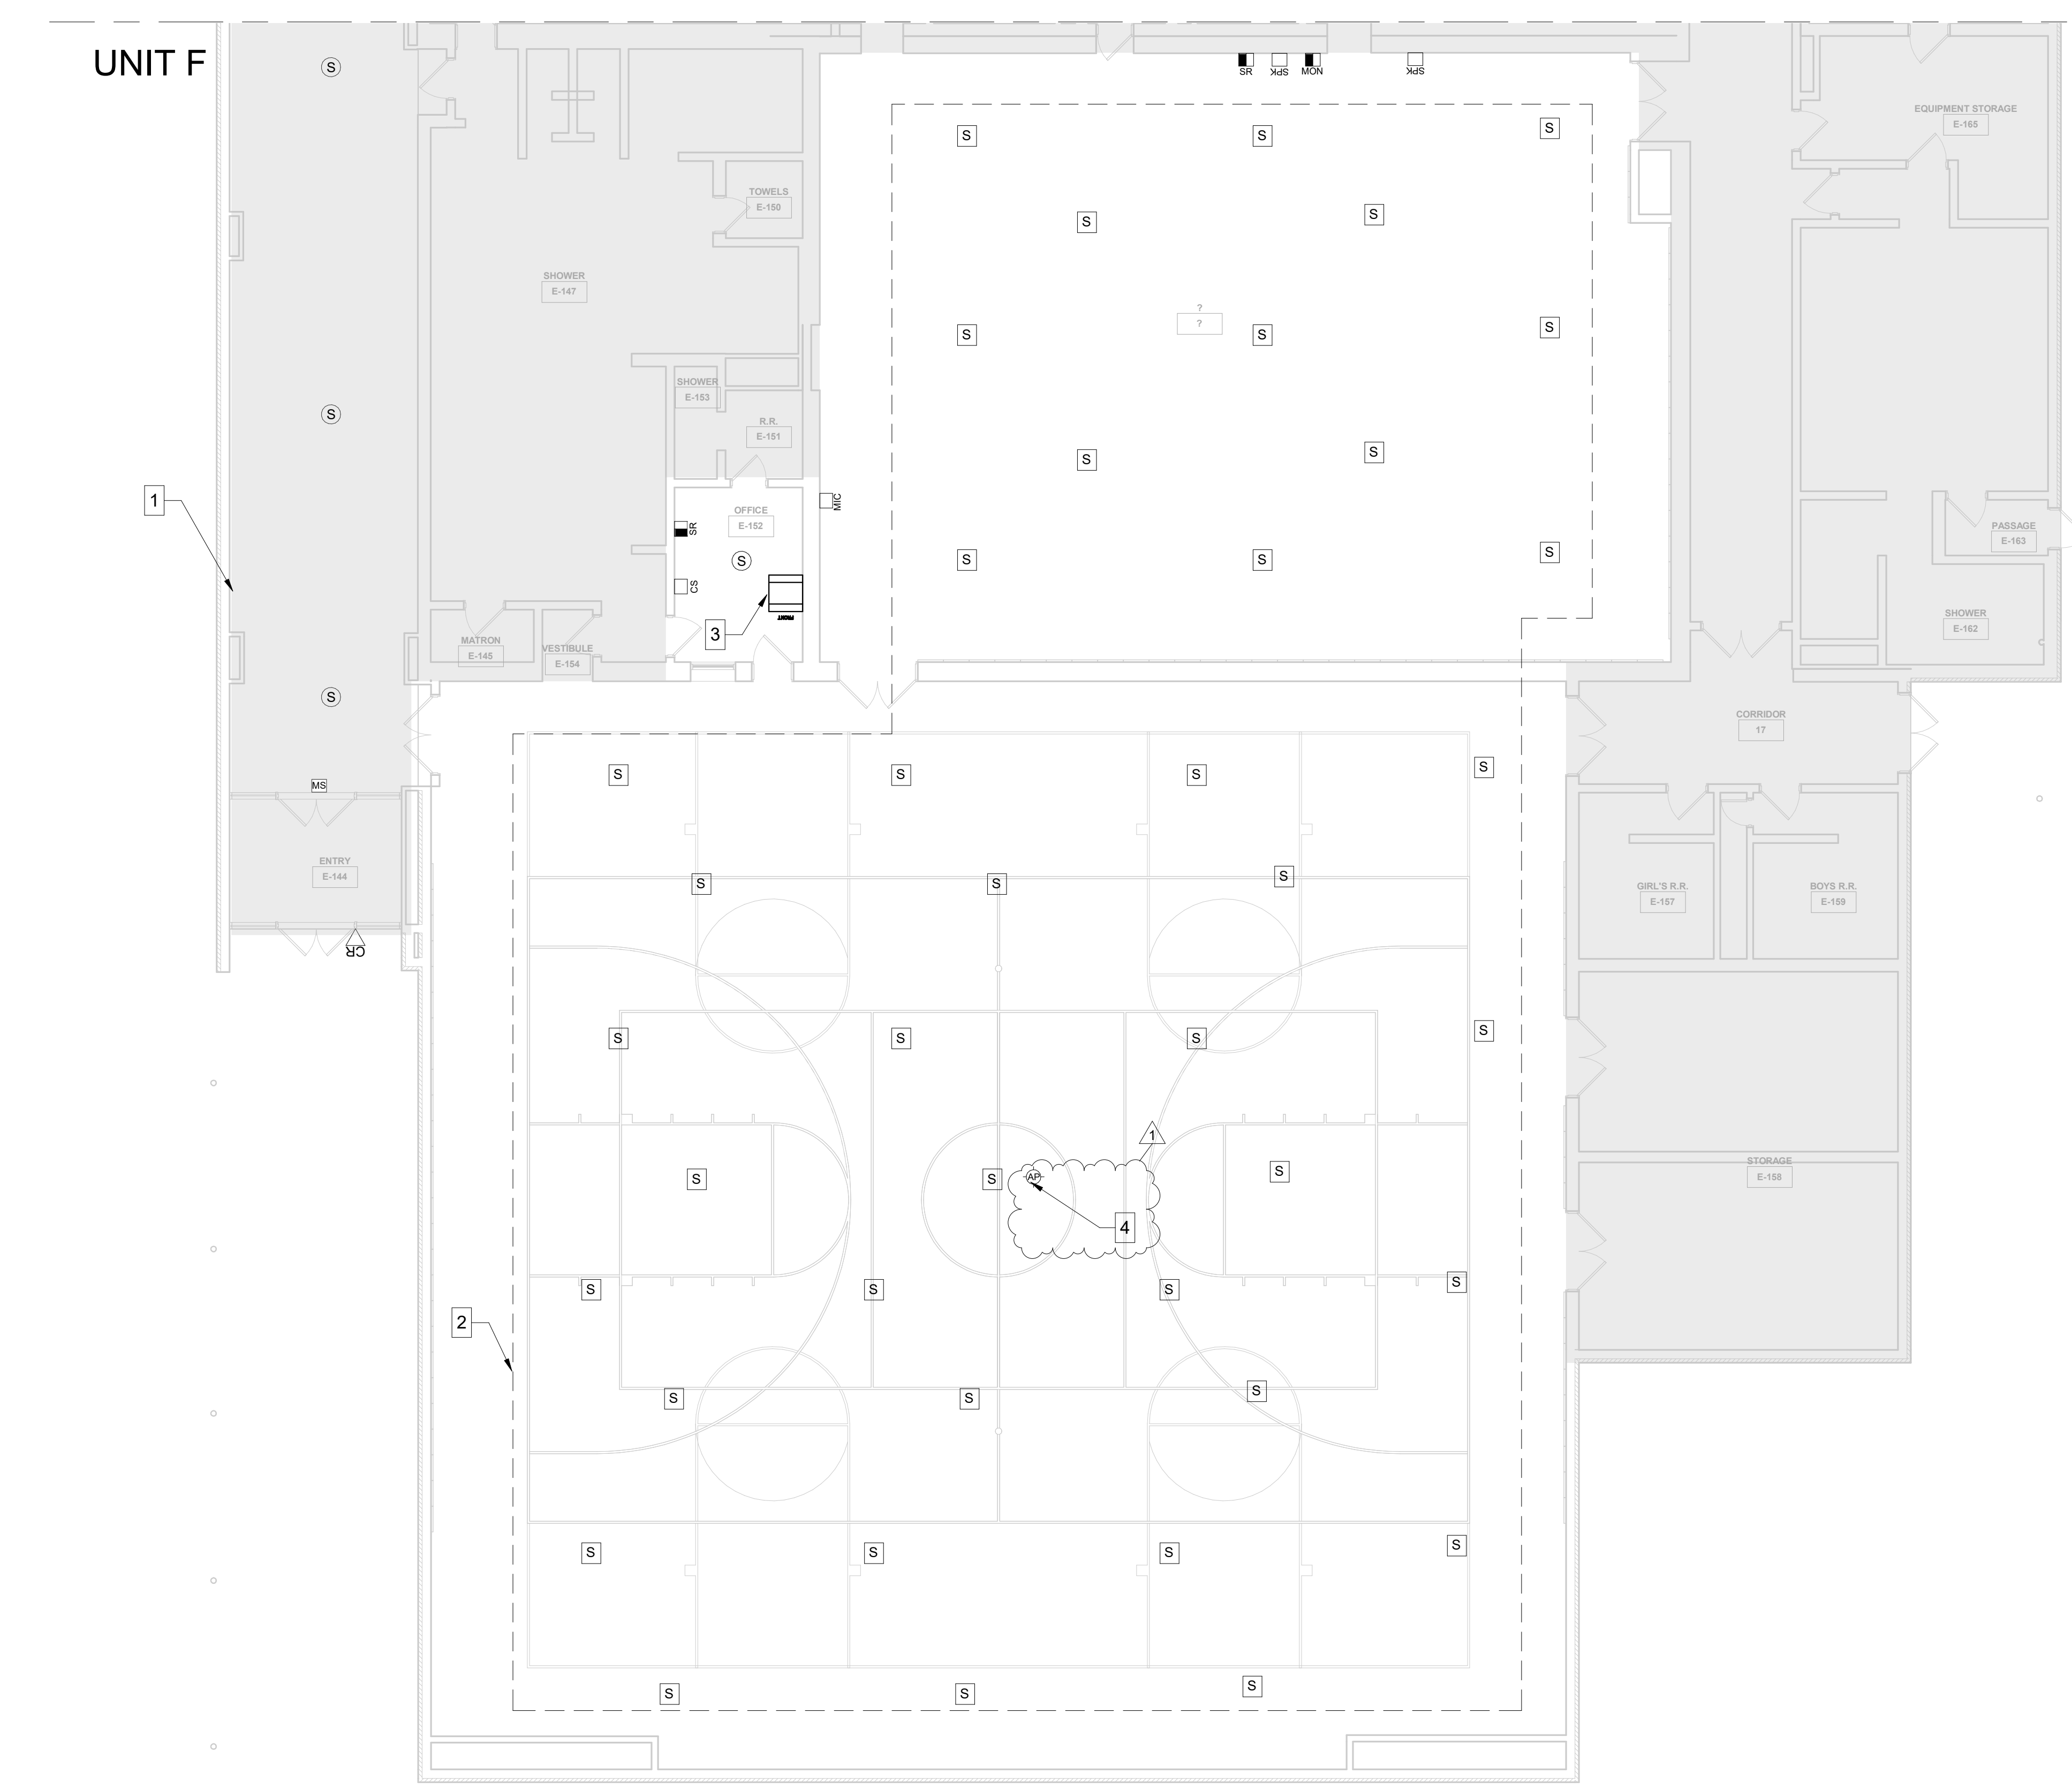 UNIT F
S
SR
SPK
MON
SPK
EQUIPMENT STORAGE
E-165
S
S
S
TOWELS
E-150
S
S
SHOWER
E-147
?
?
S
S
S
SHOWER
E-153
S
R.R.
E-151
S
S
1
MIC
OFFICE
E-152
SR
PASSAGE
E-163
S
S
S
S
CS
FRONT
3
SHOWER
E-162
MATRON
E-145
VESTIBULE
E-154
S
CORRIDOR
17
S
S
S
S
MS
ENTRY
E-144
S
S
S
GIRL'S R.R.
E-157
BOYS R.R.
E-159
CR
S
S
S
S
1
STORAGE
E-158
S
S
AP
S
4
S
S
S
S
2
S
S
S
S
S
S
S
S
S
S